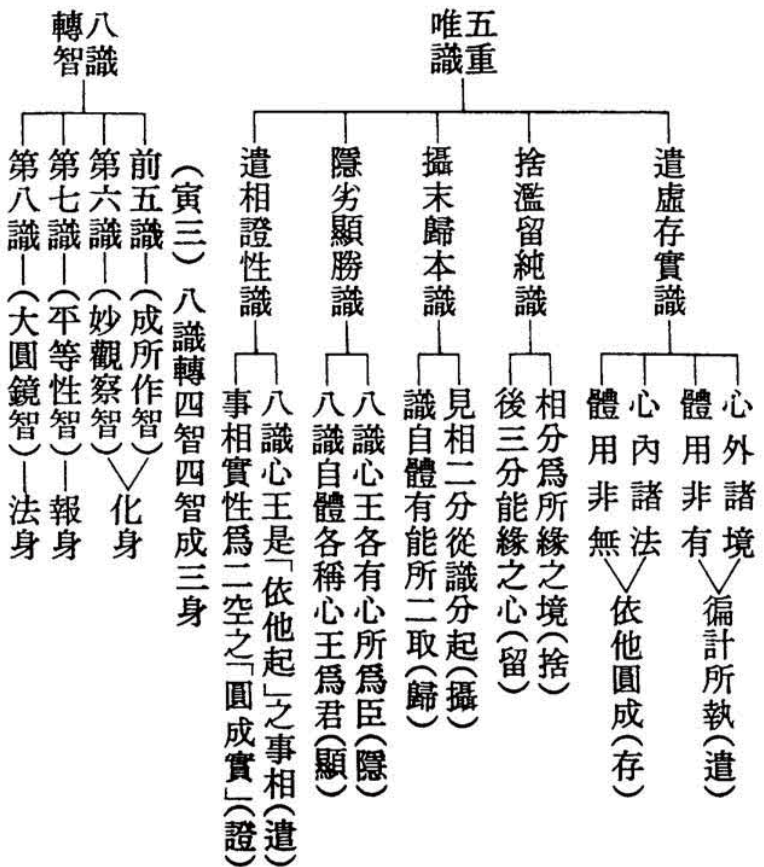 五重
唯識
遣虛存實識
心外諸境
體用非有
徧計所執(遣)
心內諸法
體用非無
依他圓成(存)
捨濫留純識
相分爲所緣之境(捨)
後三分能緣之心(留)
攝末歸本識
見相二分從識分起(攝)
識自體有能所二取(歸)
隱劣顯勝識
八識心王各有心所爲臣(隱)
八識自體各稱心王爲君(顯)
遣相證性識
八識心王是「依他起」之事相(遣)
事相實性爲二空之「圓成實」(證)
(寅三) 八識轉四智四智成三身
八識
轉智
前五識—(成所作智)
第六識—(妙觀察智)
化身
第七識—(平等性智)—報身
第八識—(大圓鏡智)—法身